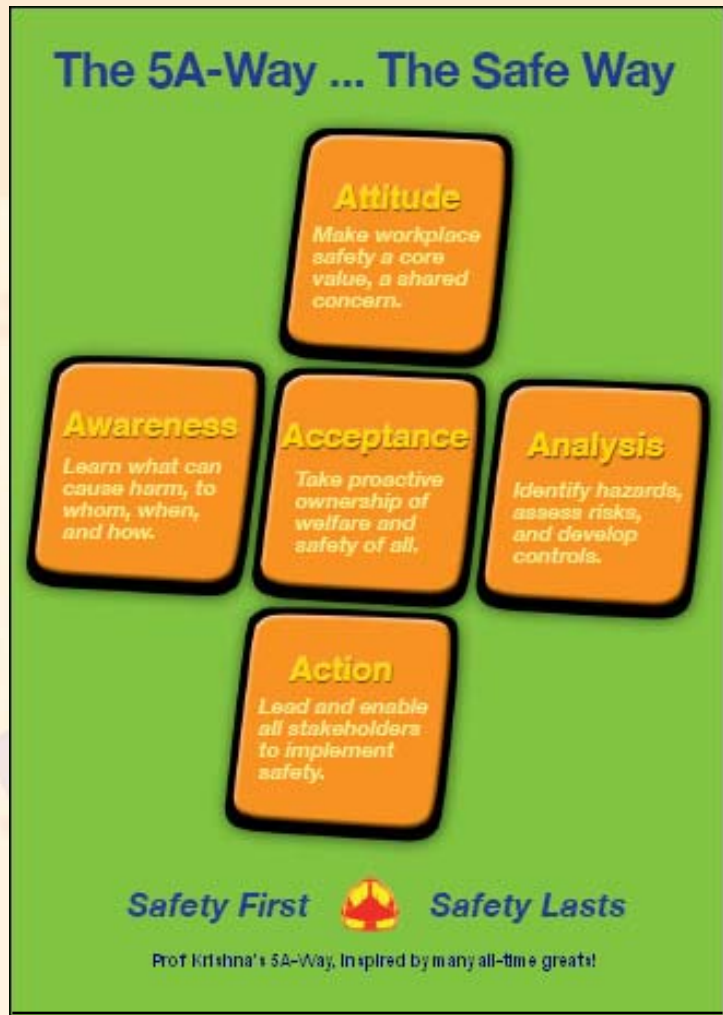 The 5A-Way ... The Safe Way
Attitude
Make workplace
safety a core
value, a shared
concern.
Awareness
Learn what can
cause harm, to
whom, when,
and how.
Acceptance
Take proactive
ownership of
welfare and
safety of all.
Analysis
Identify hazards,
assess risks,
and develop
controls.
Action
Lead and enable
all stakeholders
to implement
safety.
Safety First
Safety Lasts
Prof Krishna's 5A-Way, Inspired by many all-time greats!